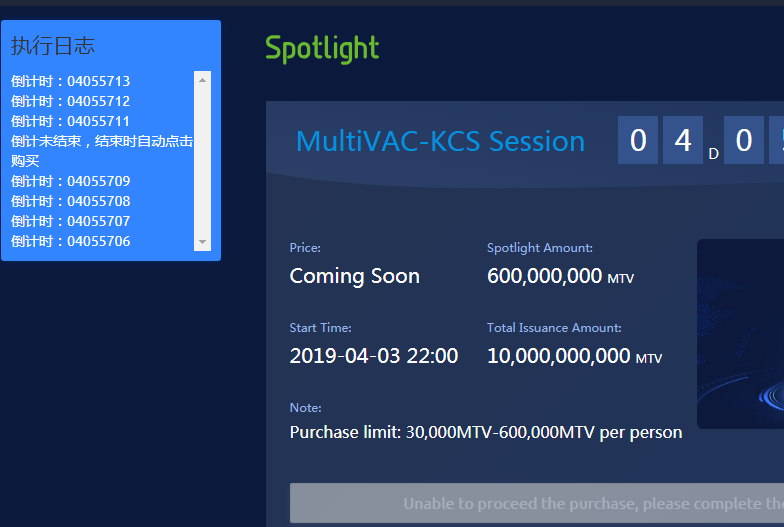 执行日志
倒计时：04055713
倒计时：04055712
倒计时：04055711
倒计未结束，结束时自动点击
购买
倒计时：04055709
倒计时：04055708
倒计时：04055707
倒计时：04055706
Spotlight
MultiVAC-KCS Session
0 4 D 0
Price:
Coming Soon
Spotlight Amount:
600,000,000 MTV
Start Time:
2019-04-03 22:00
Total Issuance Amount:
10,000,000,000 MTV
Note:
Purchase limit: 30,000MTV-600,000MTV per person
Unable to proceed the purchase, please complete the